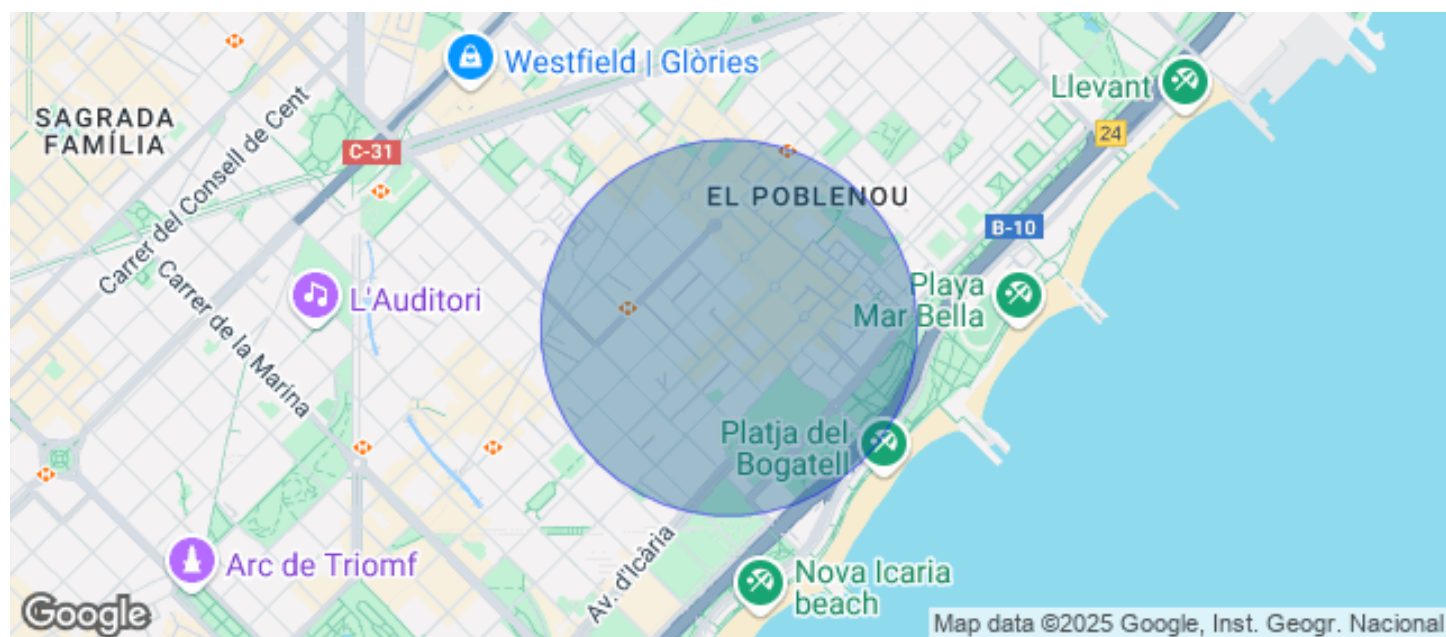 Westfield | Glòries
Llevant
SAGRADA
FAMÍLIA
Carrer del Consell de Cent
C-31
24
EL POBLENOU
B-10
L'Auditori
Playa
Mar Bella
Carrer de la Marina
Platja del
Bogatell
Arc de Triomf
Av. d'Icària
Nova Icaria
beach
Google
Map data ©2025 Google, Inst. Geogr. Nacional